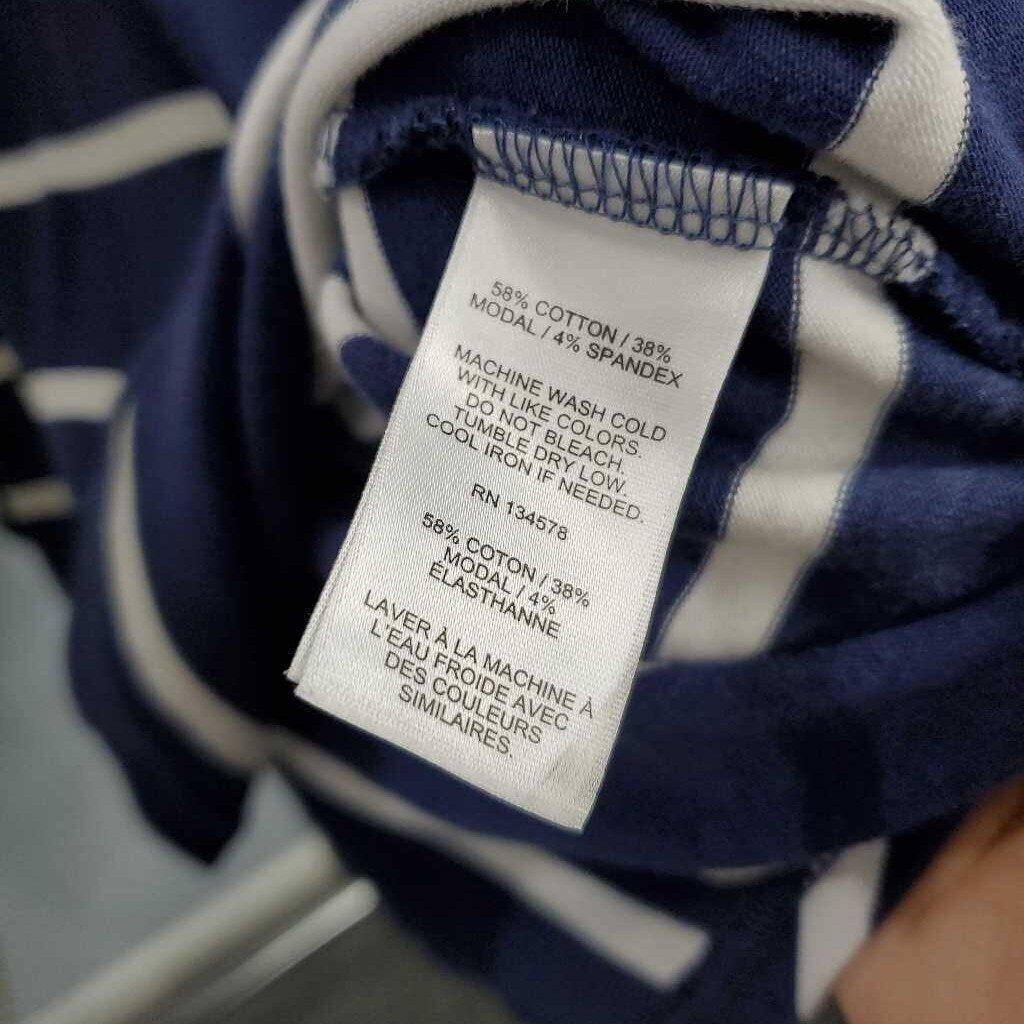 58% COTTON / 38%
MODAL / 4% SPANDEX
MACHINE WASH COLD
WITH LIKE COLORS.
DO NOT BLEACH.
TUMBLE DRY LOW.
COOL IRON IF NEEDED.
RN 134578
58% COTON / 38%
MODAL / 4%
ÉLASTHANNE
LAVER À LA MACHINE À
L'EAU FROIDE AVEC
DES COULEURS
SIMILAIRES.